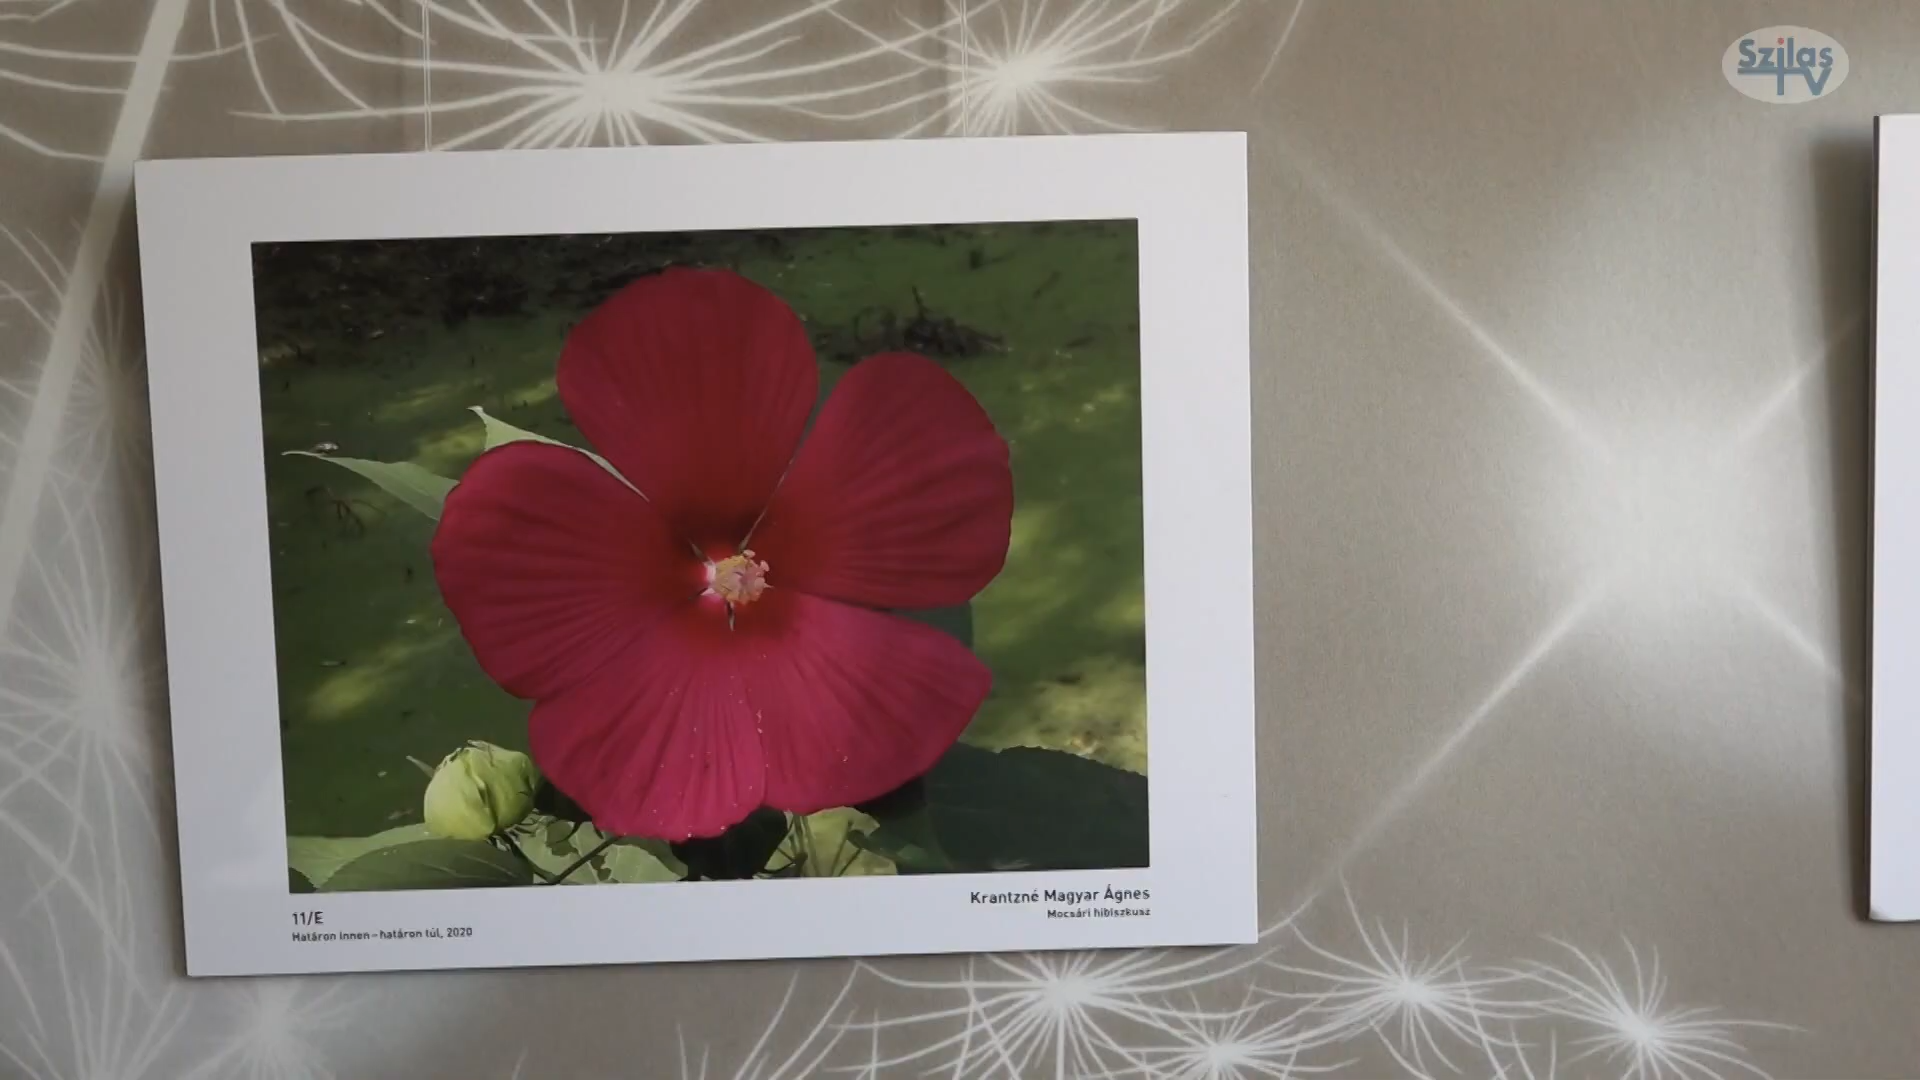 Szilas
TV
11/E
Határon innen – határon túl, 2020
Krantzné Magyar Ágnes
Mocsári hibiszkusz